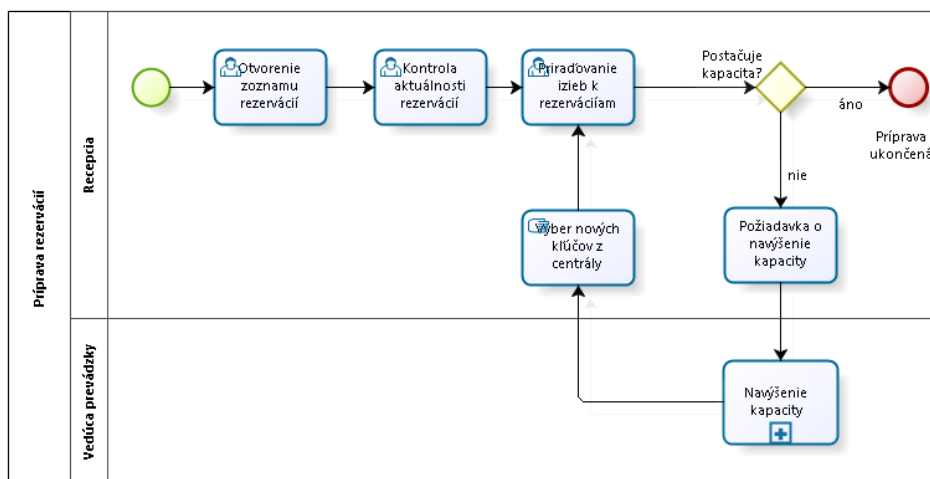 Príprava rezervácií
Recepcia
Vedúca prevádzky
Otvorenie
zoznamu
rezervácií
Kontrola
aktuálnosti
rezervácií
Priraďovanie
izieb k
rezerváciíam
Postačuje
kapacita?
áno
Príprava
ukončená
nie
Výber nových
kľúčov z
centrály
Požiadavka o
navýšenie
kapacity
Navýšenie
kapacity